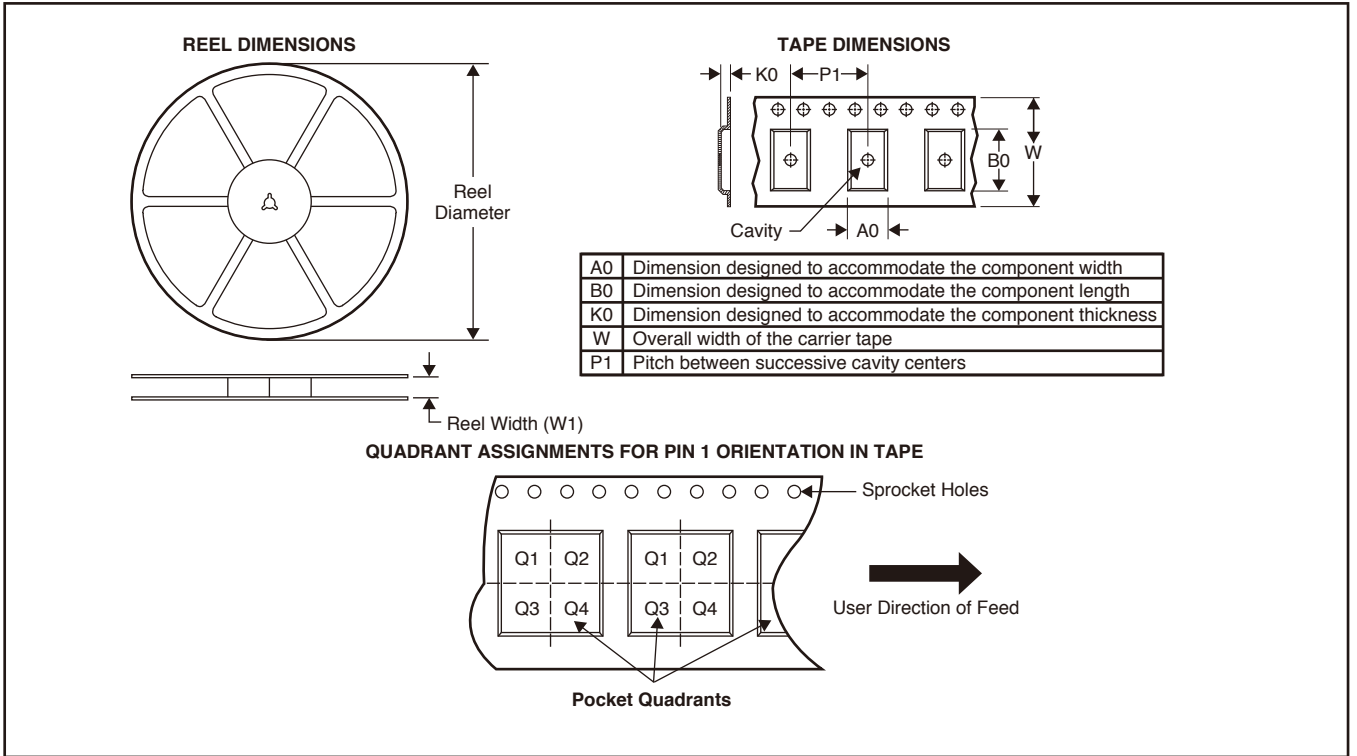 REEL DIMENSIONS
Reel
Diameter
Reel Width (W1)
TAPE DIMENSIONS
K0 P1
B0 W
Cavity A0
A0 Dimension designed to accommodate the component width
B0 Dimension designed to accommodate the component length
K0 Dimension designed to accommodate the component thickness
W Overall width of the carrier tape
P1 Pitch between successive cavity centers
QUADRANT ASSIGNMENTS FOR PIN 1 ORIENTATION IN TAPE
Sprocket Holes
Q1 Q2 Q1 Q2
Q3 Q4 Q3 Q4
User Direction of Feed
Pocket Quadrants